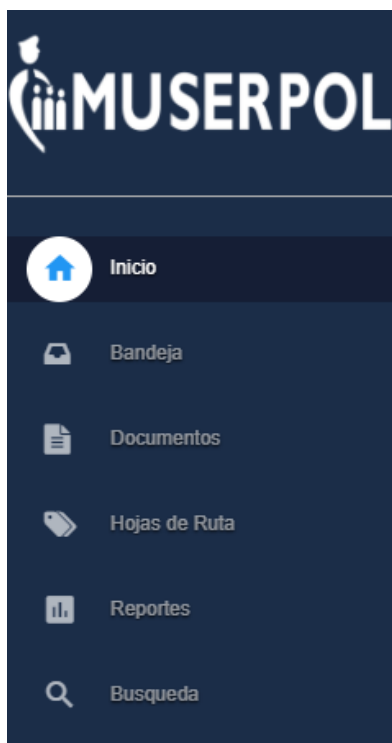 MUSERPOL
Inicio
Bandeja
Documentos
Hojas de Ruta
Reportes
Busqueda